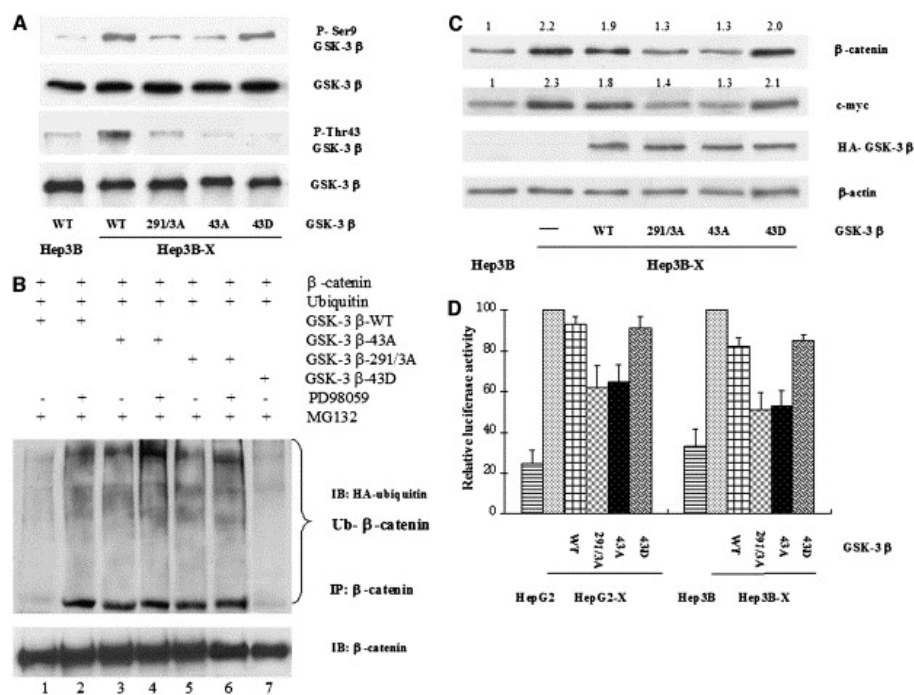 A
P- Ser9
GSK-3 β
GSK-3 β
P-Thr43
GSK-3 β
GSK-3 β
WT WT 291/3A 43A 43D GSK-3 β
Hep3B Hep3B-X
B
+ + + + + + + β -catenin
+ + + + + + + Ubiquitin
+ + GSK-3 β-WT
+ + GSK-3 β-43A
+ + GSK-3 β-291/3A
+ GSK-3 β-43D
- + - + - + - PD98059
+ + + + + + + MG132
IB: HA-ubiquitin
Ub- β-catenin
IP: β-catenin
IB: β-catenin
1 2 3 4 5 6 7
C
1 2.2 1.9 1.3 1.3 2.0
β -catenin
1 2.3 1.8 1.4 1.3 2.1
c-myc
HA- GSK-3 β
β-actin
— WT 291/3A 43A 43D GSK-3 β
Hep3B Hep3B-X
D
Relative luciferase activity
100
80
60
40
20
0
WT 291/3A 43A 43D WT 291/3A 43A 43D GSK-3 β
HepG2 HepG2-X Hep3B Hep3B-X